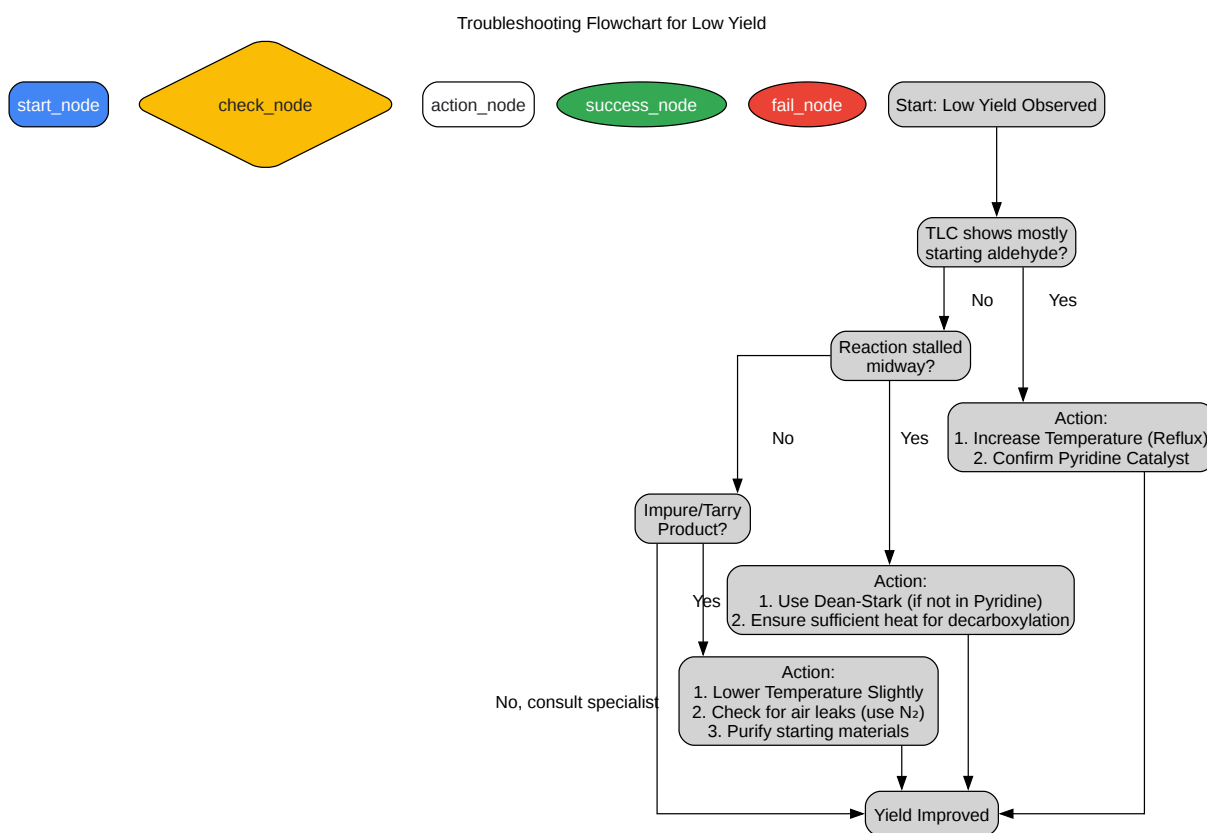 Troubleshooting Flowchart for Low Yield
start_node
check_node
action_node
success_node
fail_node
Start: Low Yield Observed
TLC shows mostly
starting aldehyde?
No
Yes
Reaction stalled
midway?
No
Yes
Action:
1. Increase Temperature (Reflux)
2. Confirm Pyridine Catalyst
Impure/Tarry
Product?
Yes
Action:
1. Use Dean-Stark (if not in Pyridine)
2. Ensure sufficient heat for decarboxylation
No, consult specialist
Action:
1. Lower Temperature Slightly
2. Check for air leaks (use N₂)
3. Purify starting materials
Yield Improved